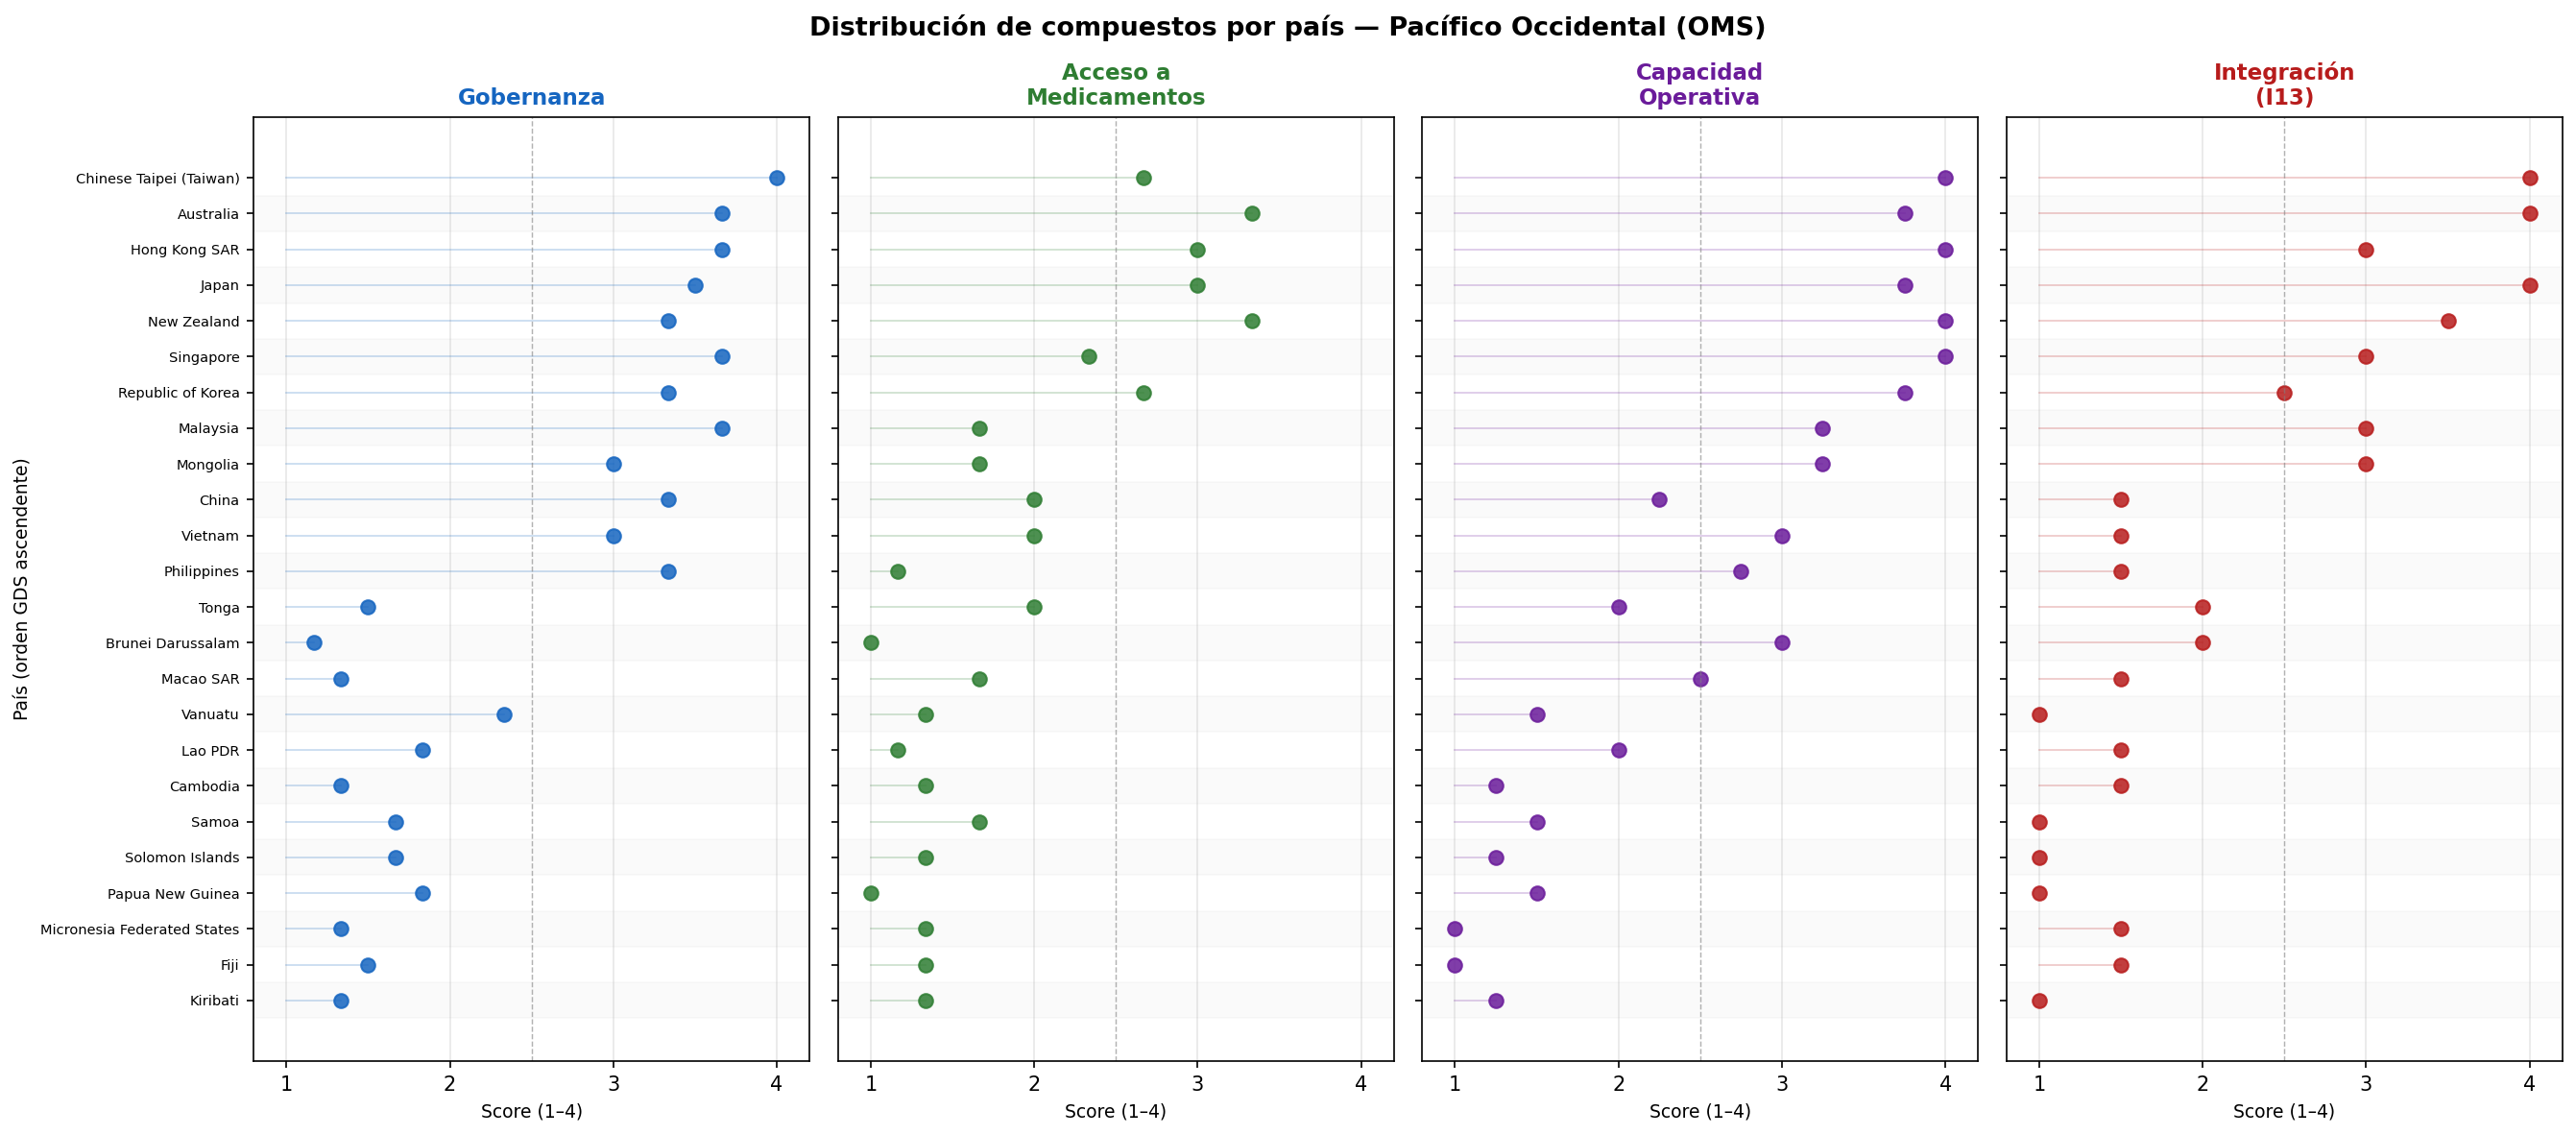 Distribución de compuestos por país — Pacífico Occidental (OMS)
Gobernanza
Acceso a
Medicamentos
Capacidad
Operativa
Integración
(I13)
País (orden GDS ascendente)
Chinese Taipei (Taiwan)
Australia
Hong Kong SAR
Japan
New Zealand
Singapore
Republic of Korea
Malaysia
Mongolia
China
Vietnam
Philippines
Tonga
Brunei Darussalam
Macao SAR
Vanuatu
Lao PDR
Cambodia
Samoa
Solomon Islands
Papua New Guinea
Micronesia Federated States
Fiji
Kiribati
1 2 3 4
Score (1–4)
1 2 3 4
Score (1–4)
1 2 3 4
Score (1–4)
1 2 3 4
Score (1–4)